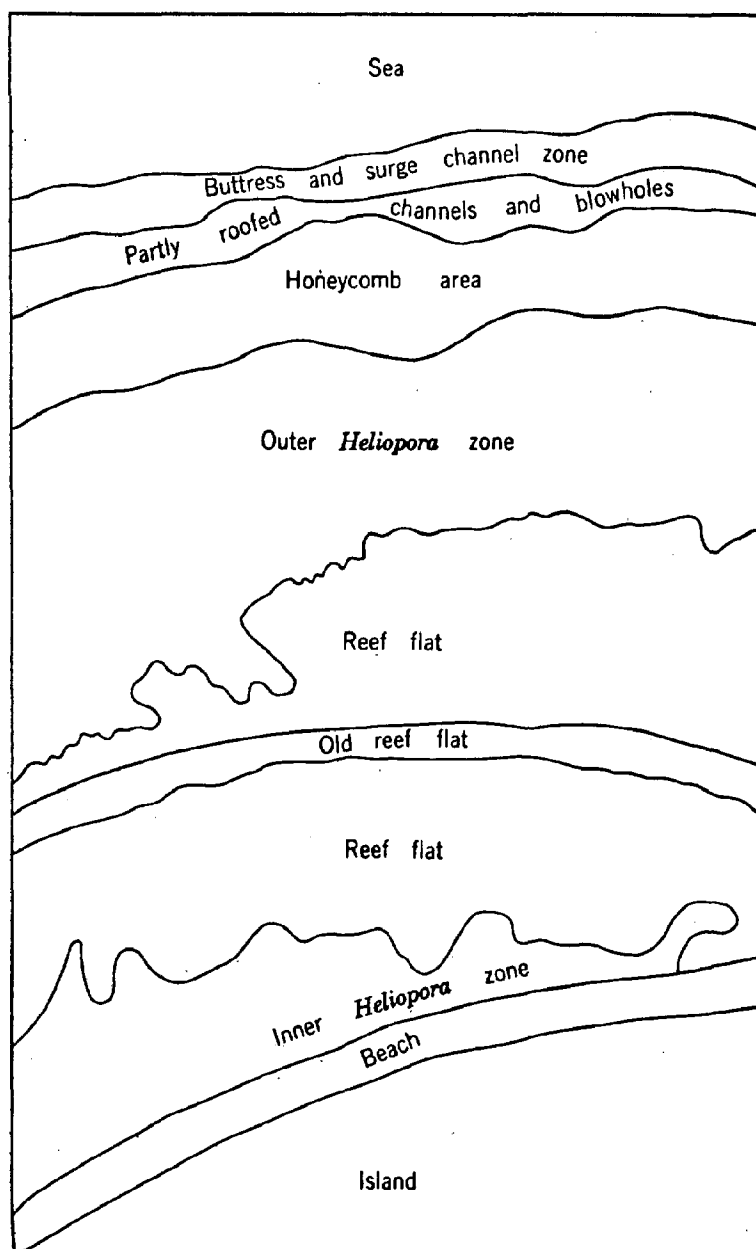 Sea
Buttress and surge channel zone
Partly roofed channels and blowholes
Honeycomb area
Outer Heliopora zone
Reef flat
Old reef flat
Reef flat
Inner Heliopora zone
Beach
Island